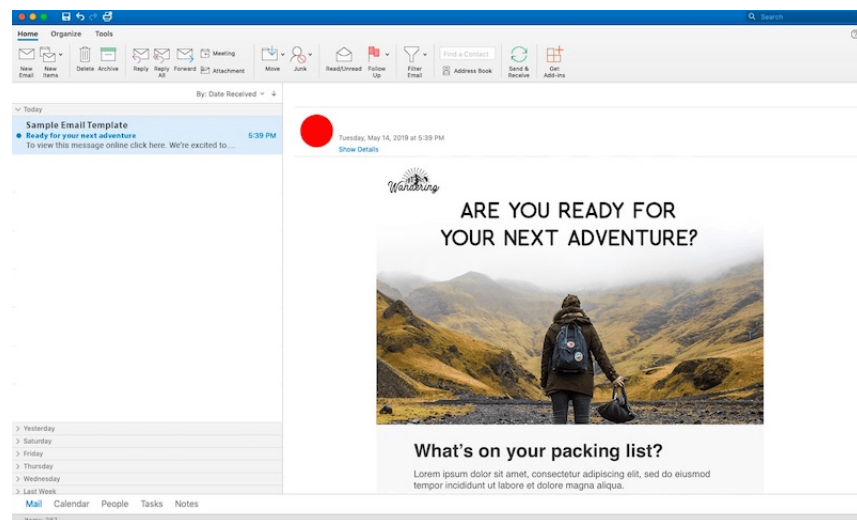 Search
Home Organize Tools
New Email
New Items
Delete
Archive
Reply
Reply All
Forward
Meeting
Attachment
Move
Junk
Read/Unread
Follow Up
Filter Email
Find a Contact
Address Book
Send & Receive
Get Add-ins
By: Date Received
Today
Sample Email Template
Ready for your next adventure 5:39 PM
To view this message online click here. We're excited to...
Yesterday
Saturday
Friday
Thursday
Wednesday
Last Week
Tuesday, May 14, 2019 at 5:39 PM
Show Details
Wandering
ARE YOU READY FOR
YOUR NEXT ADVENTURE?
What's on your packing list?
Lorem ipsum dolor sit amet, consectetur adipiscing elit, sed do eiusmod
tempor incididunt ut labore et dolore magna aliqua.
Mail Calendar People Tasks Notes